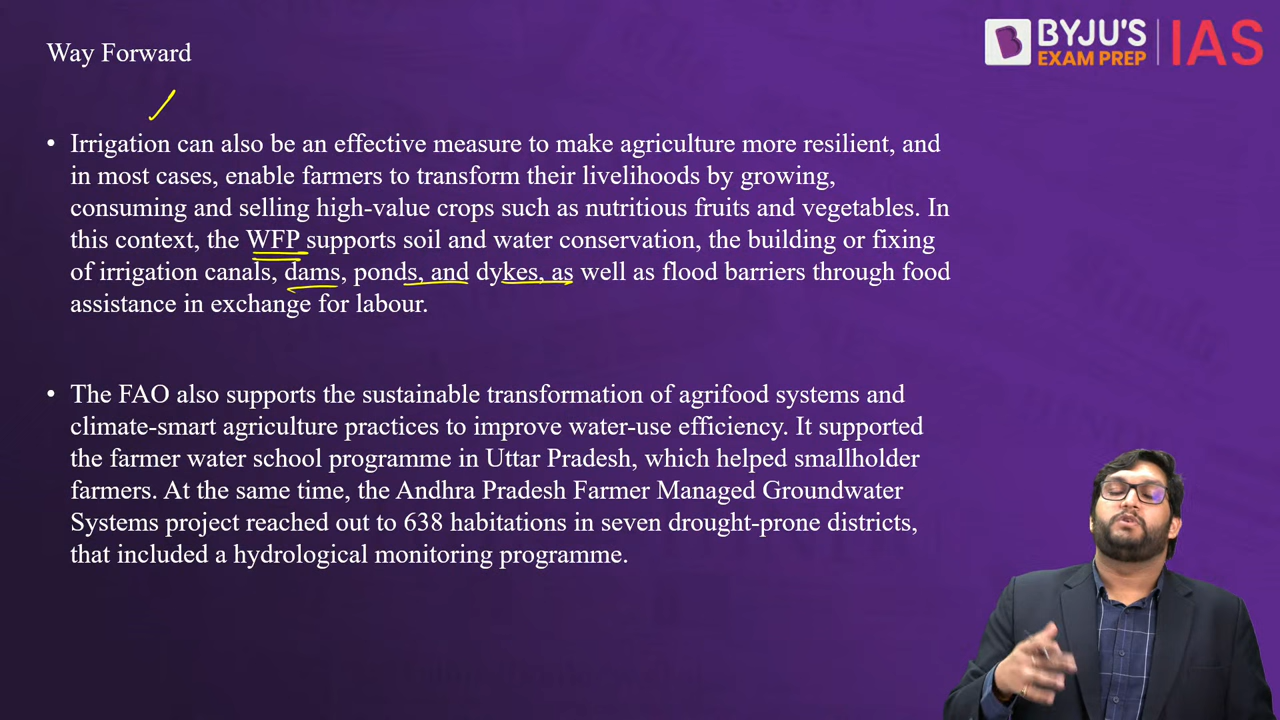 Way Forward
BYJU'S
EXAM PREP
IAS
• Irrigation can also be an effective measure to make agriculture more resilient, and
in most cases, enable farmers to transform their livelihoods by growing,
consuming and selling high-value crops such as nutritious fruits and vegetables. In
this context, the WFP supports soil and water conservation, the building or fixing
of irrigation canals, dams, ponds, and dykes, as well as flood barriers through food
assistance in exchange for labour.
• The FAO also supports the sustainable transformation of agrifood systems and
climate-smart agriculture practices to improve water-use efficiency. It supported
the farmer water school programme in Uttar Pradesh, which helped smallholder
farmers. At the same time, the Andhra Pradesh Farmer Managed Groundwater
Systems project reached out to 638 habitations in seven drought-prone districts,
that included a hydrological monitoring programme.